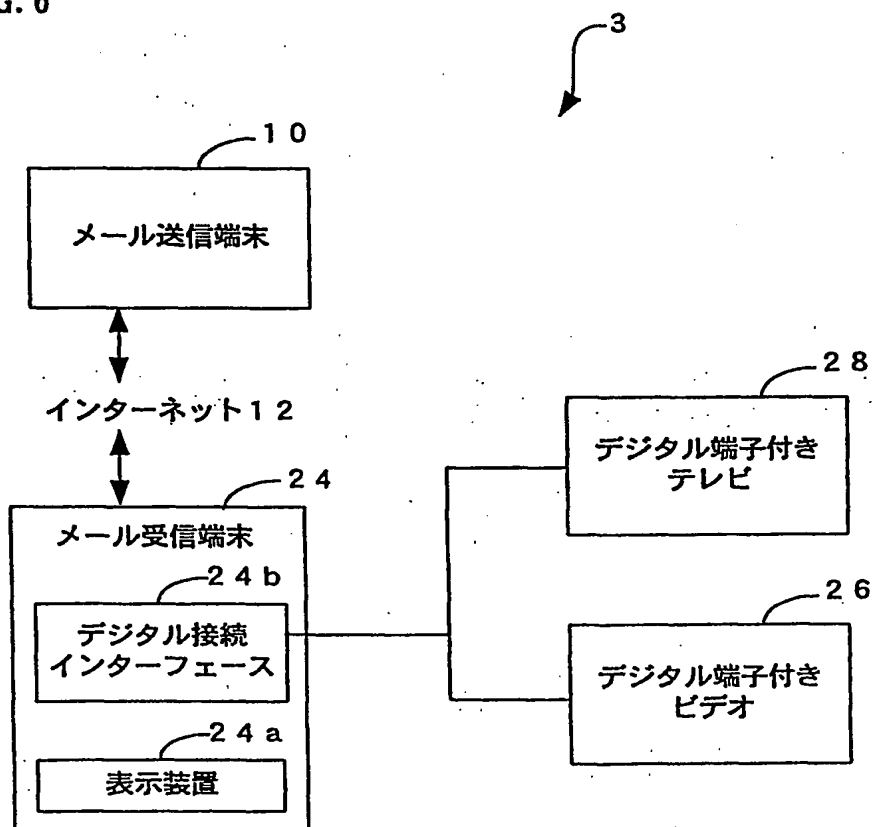 3
10
メール送信端末
インターネット12
28
デジタル端子付き
テレビ
24
メール受信端末
24b
デジタル接続
インターフェース
26
デジタル端子付き
ビデオ
24a
表示装置